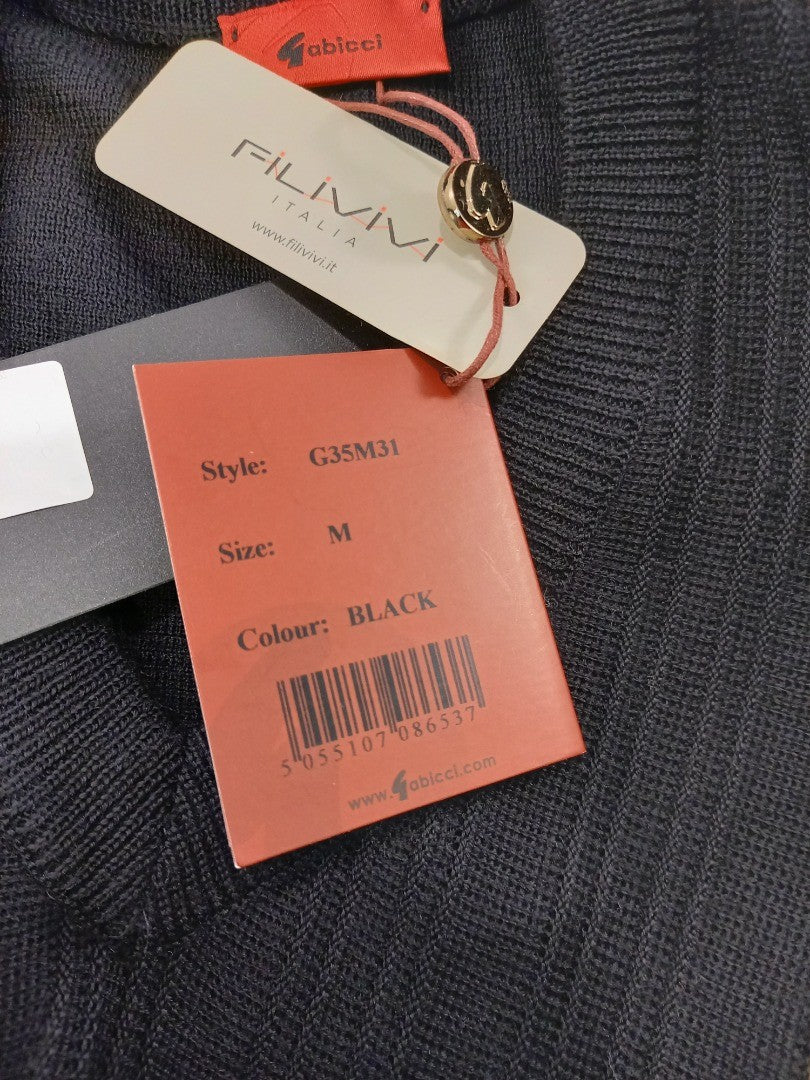 Gabicci
FiLiViVi
ITALIA
www.filivivi.it
Style: G35M31
Size: M
Colour: BLACK
5 055107 086537
www.Gabicci.com